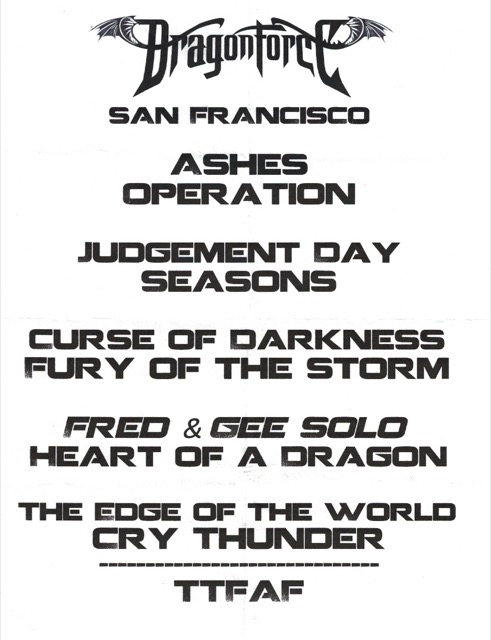 DragonForce
SAN FRANCISCO
ASHES
OPERATION
JUDGEMENT DAY
SEASONS
CURSE OF DARKNESS
FURY OF THE STORM
FRED & GEE SOLO
HEART OF A DRAGON
THE EDGE OF THE WORLD
CRY THUNDER
------------------------------
TTFAF